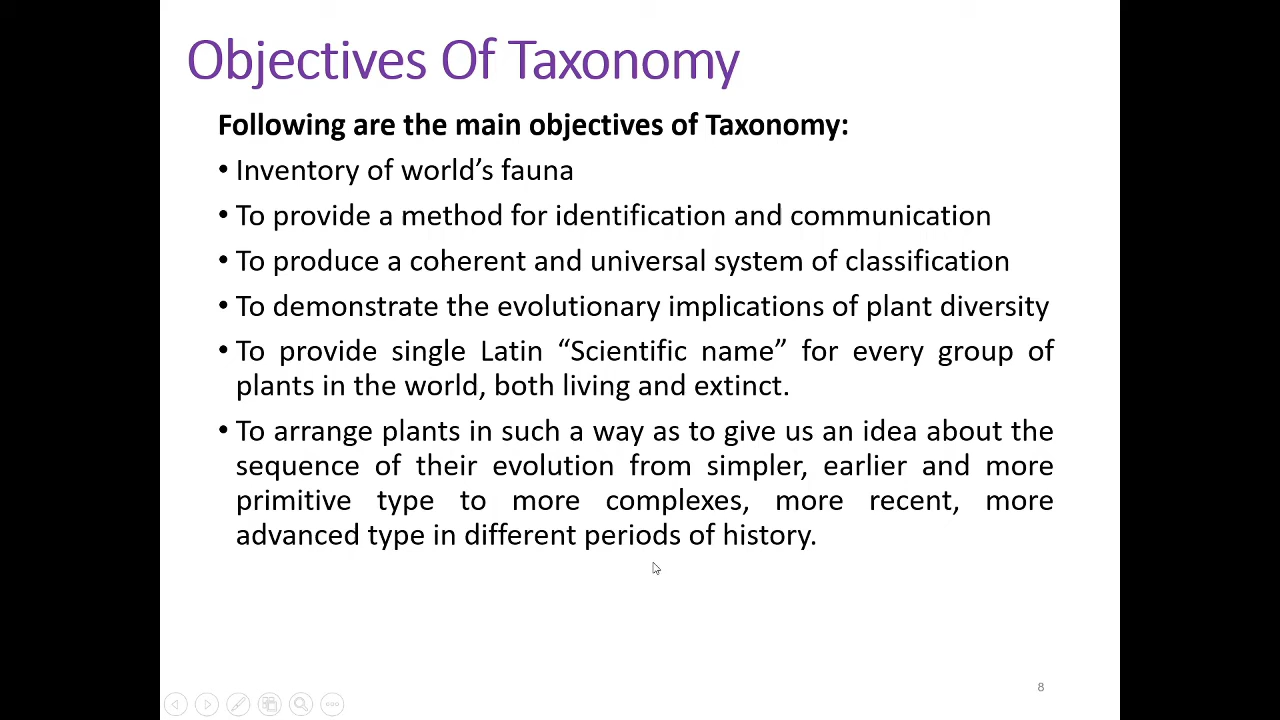 Objectives Of Taxonomy
Following are the main objectives of Taxonomy:
• Inventory of world’s fauna
• To provide a method for identification and communication
• To produce a coherent and universal system of classification
• To demonstrate the evolutionary implications of plant diversity
• To provide single Latin “Scientific name” for every group of
plants in the world, both living and extinct.
• To arrange plants in such a way as to give us an idea about the
sequence of their evolution from simpler, earlier and more
primitive type to more complexes, more recent, more
advanced type in different periods of history.
8